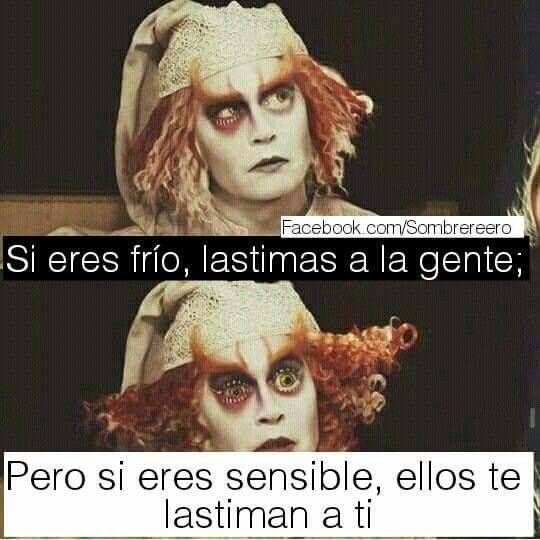 Facebook.com/Sombrereero
Si eres frío, lastimas a la gente;
Pero si eres sensible, ellos te
lastiman a ti